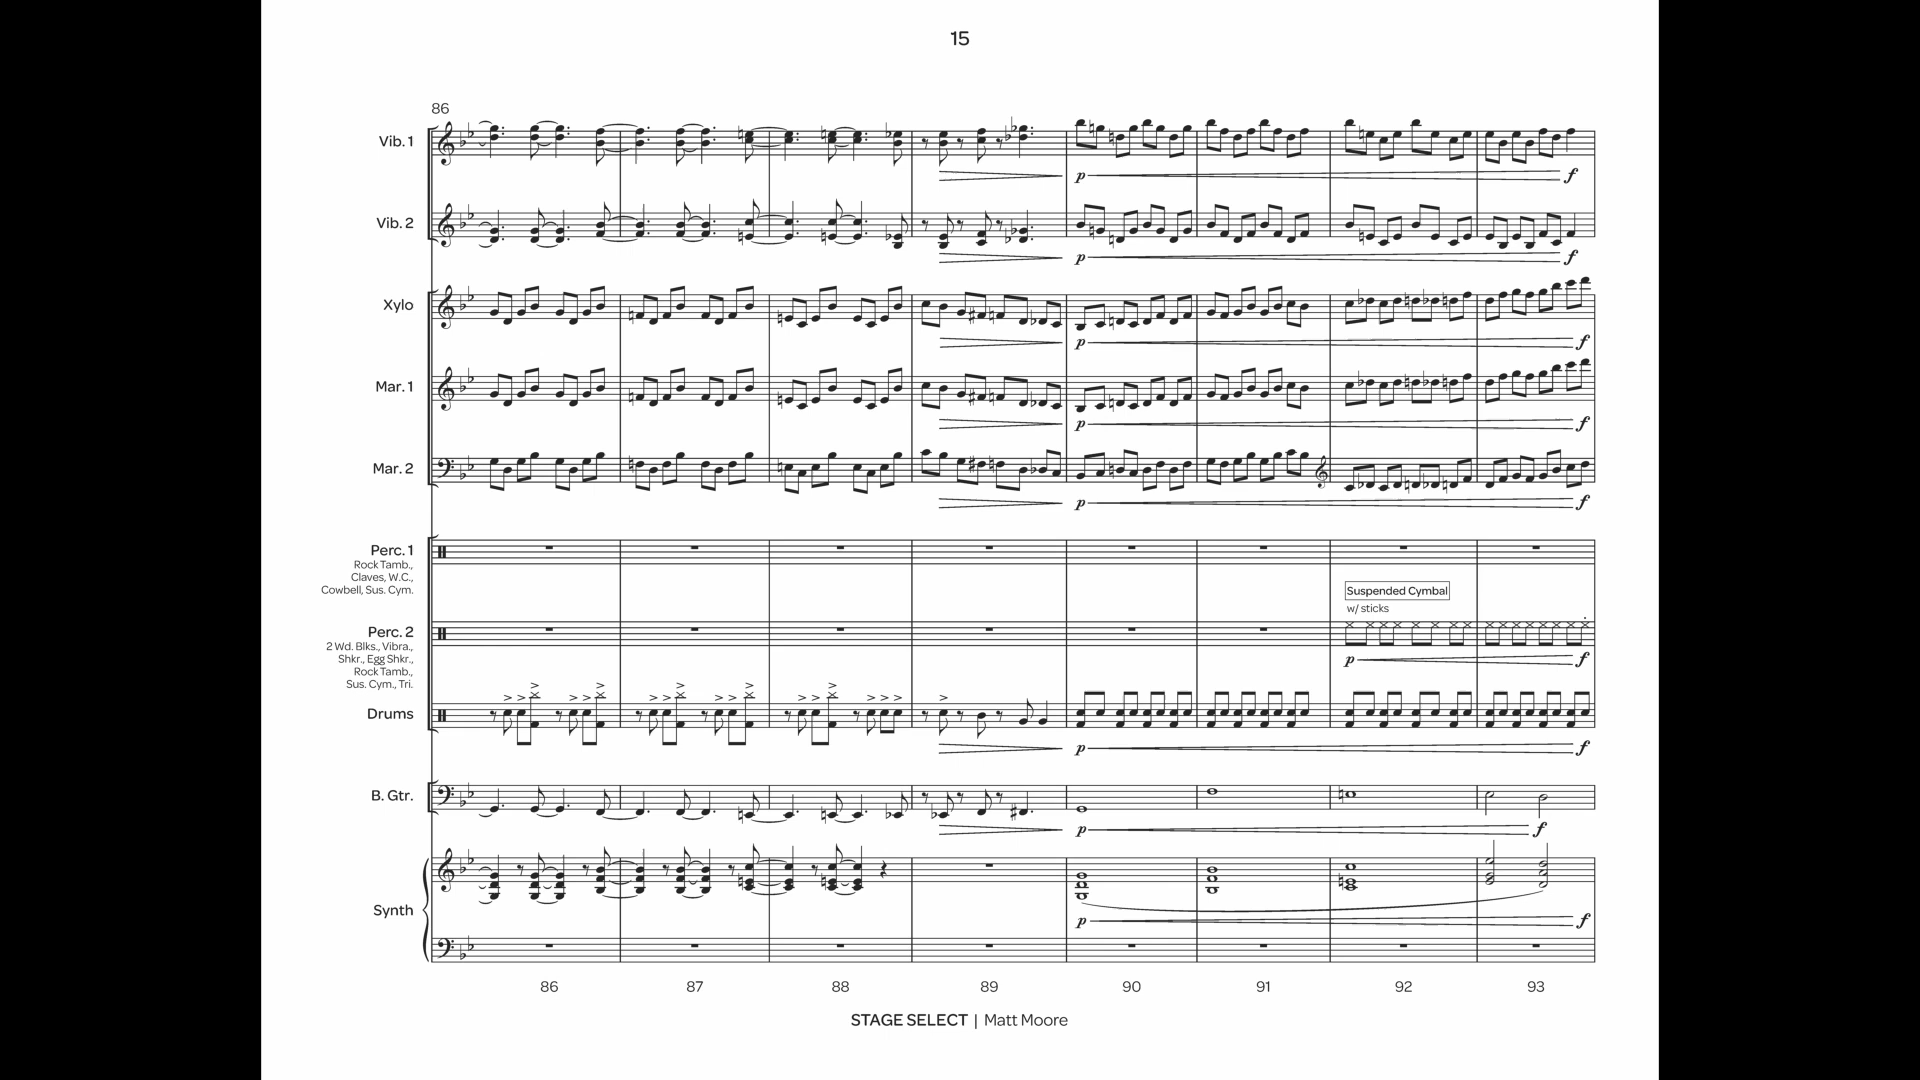 15
86
Vib. 1
p
f
Vib. 2
p
f
Xylo
p
f
Mar. 1
p
f
Mar. 2
p
f
Perc. 1
Rock Tamb.,
Claves, W.C.,
Cowbell, Sus. Cym.
Suspended Cymbal
w/ sticks
Perc. 2
2 Wd. Blks., Vibra.,
Shkr., Egg Shkr.,
Rock Tamb.,
Sus. Cym., Tri.
p
f
Drums
p
f
B. Gtr.
p
f
Synth
p
f
86 87 88 89 90 91 92 93
STAGE SELECT | Matt Moore